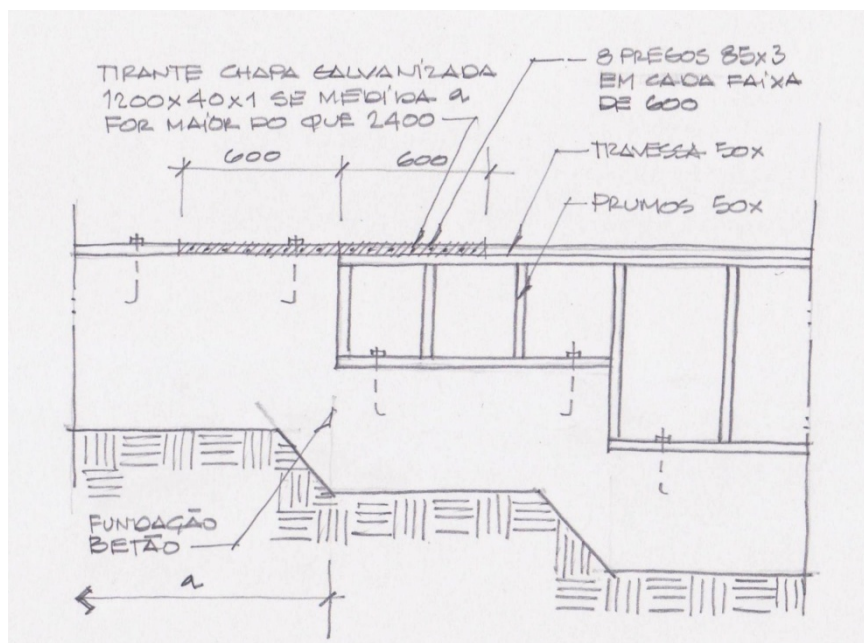 TIRANTE CHAPA GALVANIZADA
1200x40x1 SE MEDIDA a
FOR MAIOR DO QUE 2400
8 PREGOS 85x3
EM CADA FAIXA
DE 600
600
600
TRAVESSA 50x
PRUMOS 50x
FUNDAÇÃO
BETÃO
a